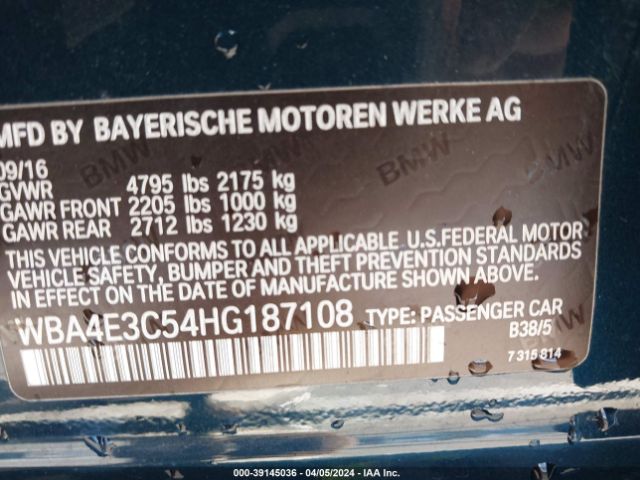 MFD BY BAYERISCHE MOTOREN WERKE AG
09/16
GVWR 4795 lbs 2175 kg
GAWR FRONT 2205 lbs 1000 kg
GAWR REAR 2712 lbs 1230 kg
THIS VEHICLE CONFORMS TO ALL APPLICABLE U.S.FEDERAL MOTOR
VEHICLE SAFETY, BUMPER AND THEFT PREVENTION STANDARDS
IN EFFECT ON THE DATE OF MANUFACTURE SHOWN ABOVE.
WBA4E3C54HG187108 TYPE: PASSENGER CAR
B38/5
7 315 814
BMW
BMW
000-39145036 - 04/05/2024 - IAA Inc.